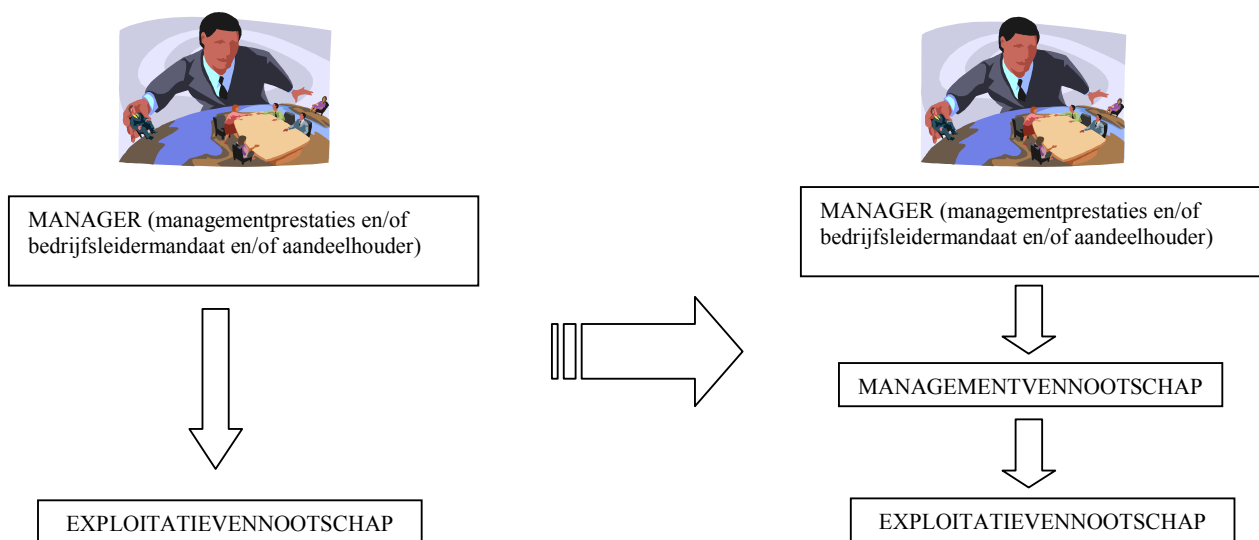 MANAGER (managementprestaties en/of
bedrijfsleidermandaat en/of aandeelhouder)
EXPLOITATIEVENNOOTSCHAP
MANAGER (managementprestaties en/of
bedrijfsleidermandaat en/of aandeelhouder)
MANAGEMENTVENNOOTSCHAP
EXPLOITATIEVENNOOTSCHAP